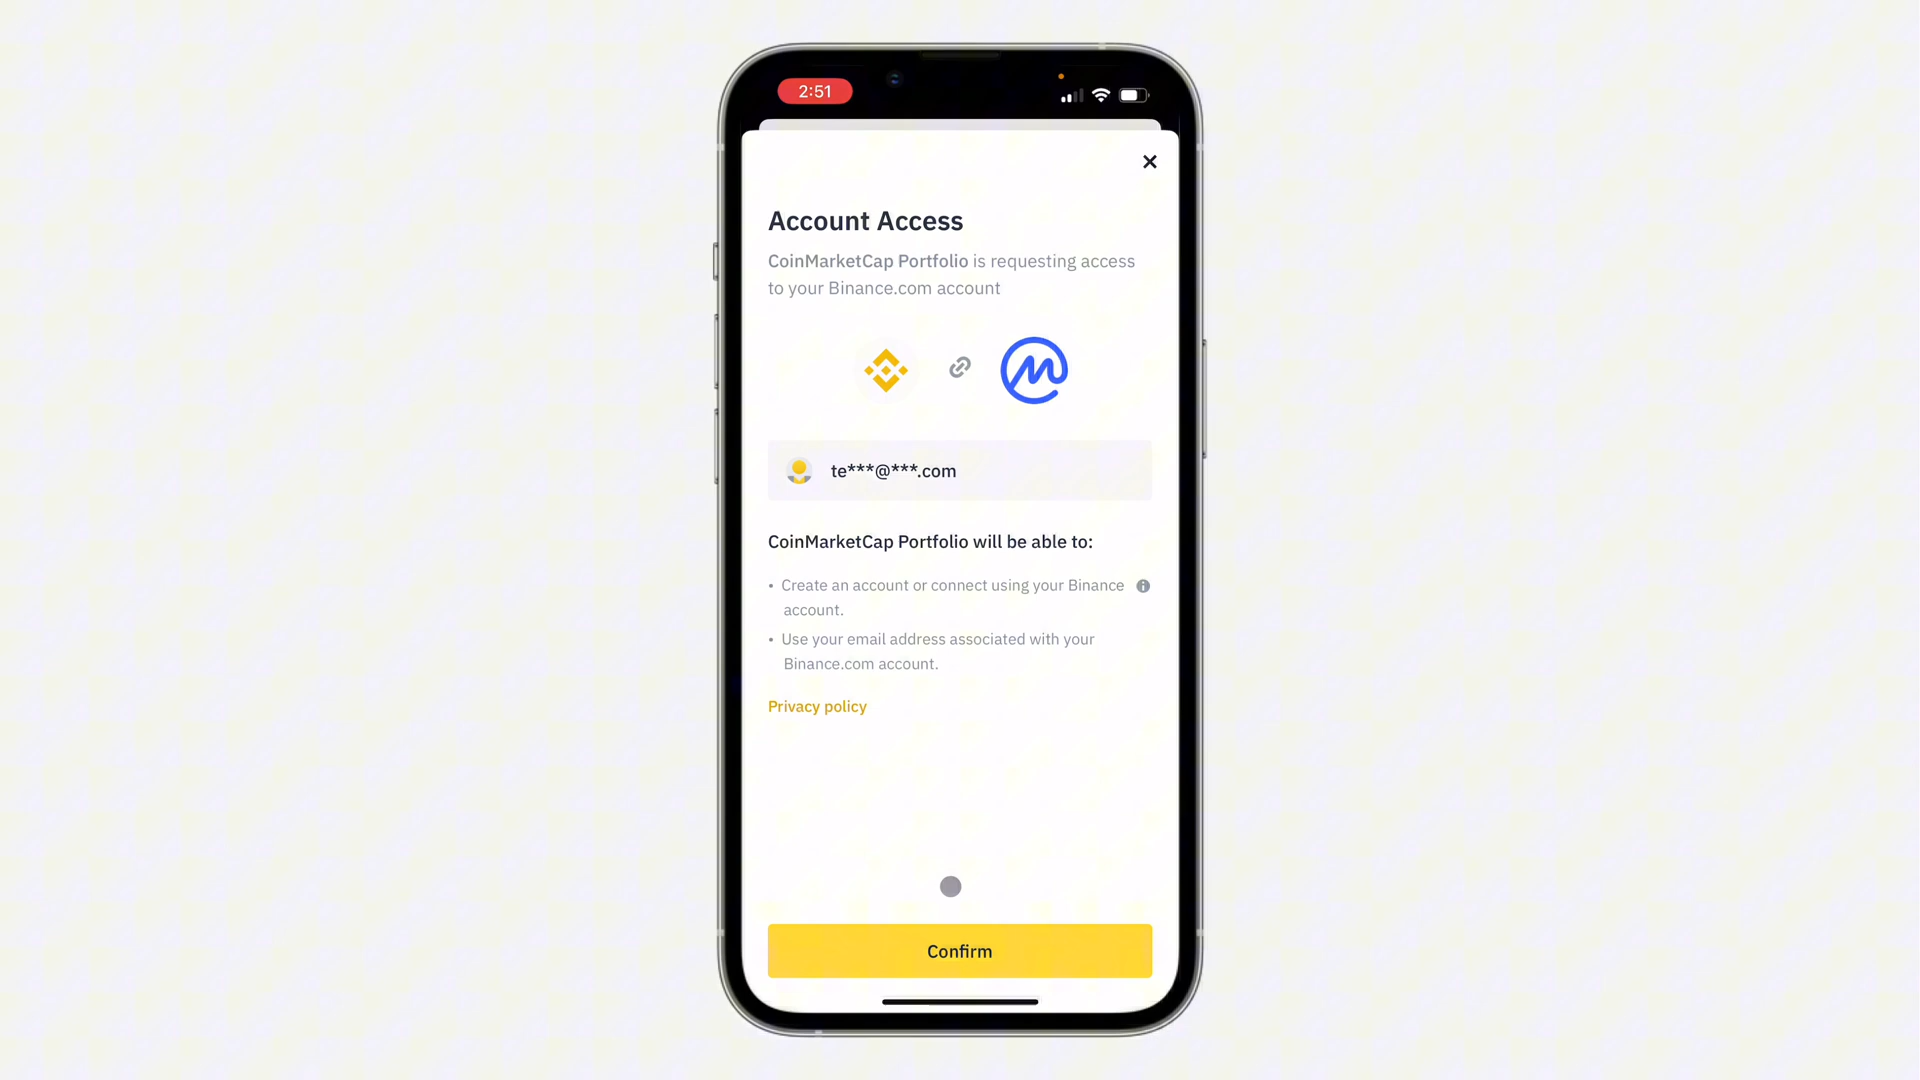 2:51
Account Access
CoinMarketCap Portfolio is requesting access
to your Binance.com account
te***@***.com
CoinMarketCap Portfolio will be able to:
• Create an account or connect using your Binance
account.
• Use your email address associated with your
Binance.com account.
Privacy policy
Confirm